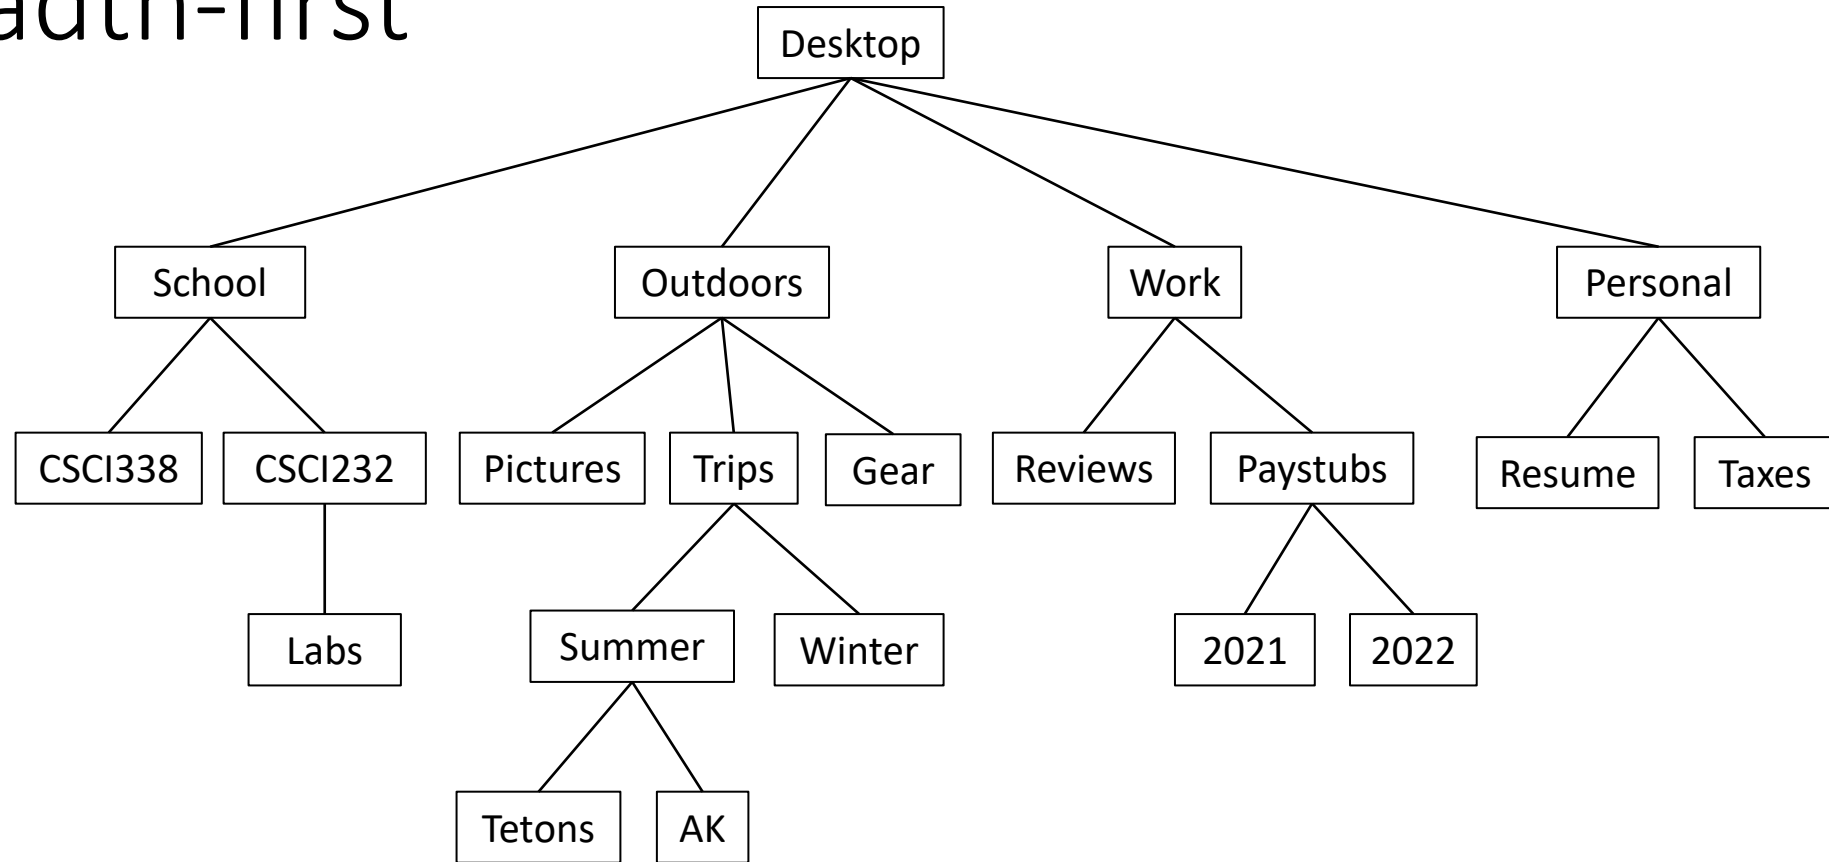 adth-first
Desktop
School
Outdoors
Work
Personal
CSCI338
CSCI232
Pictures
Trips
Gear
Reviews
Paystubs
Resume
Taxes
Labs
Summer
Winter
2021
2022
Tetons
AK